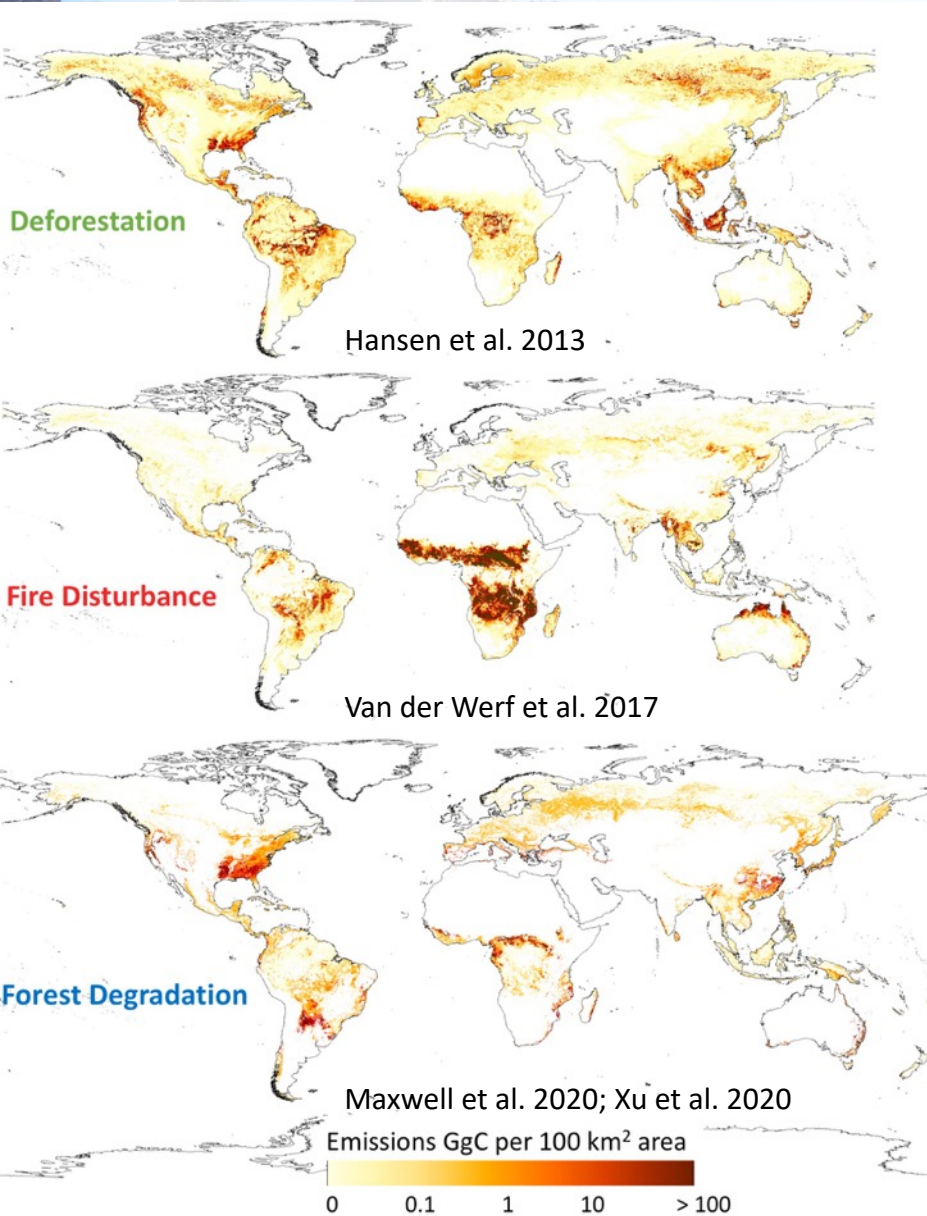 Deforestation
Hansen et al. 2013
Fire Disturbance
Van der Werf et al. 2017
Forest Degradation
Maxwell et al. 2020; Xu et al. 2020
Emissions GgC per 100 km² area
0 0.1 1 10 > 100